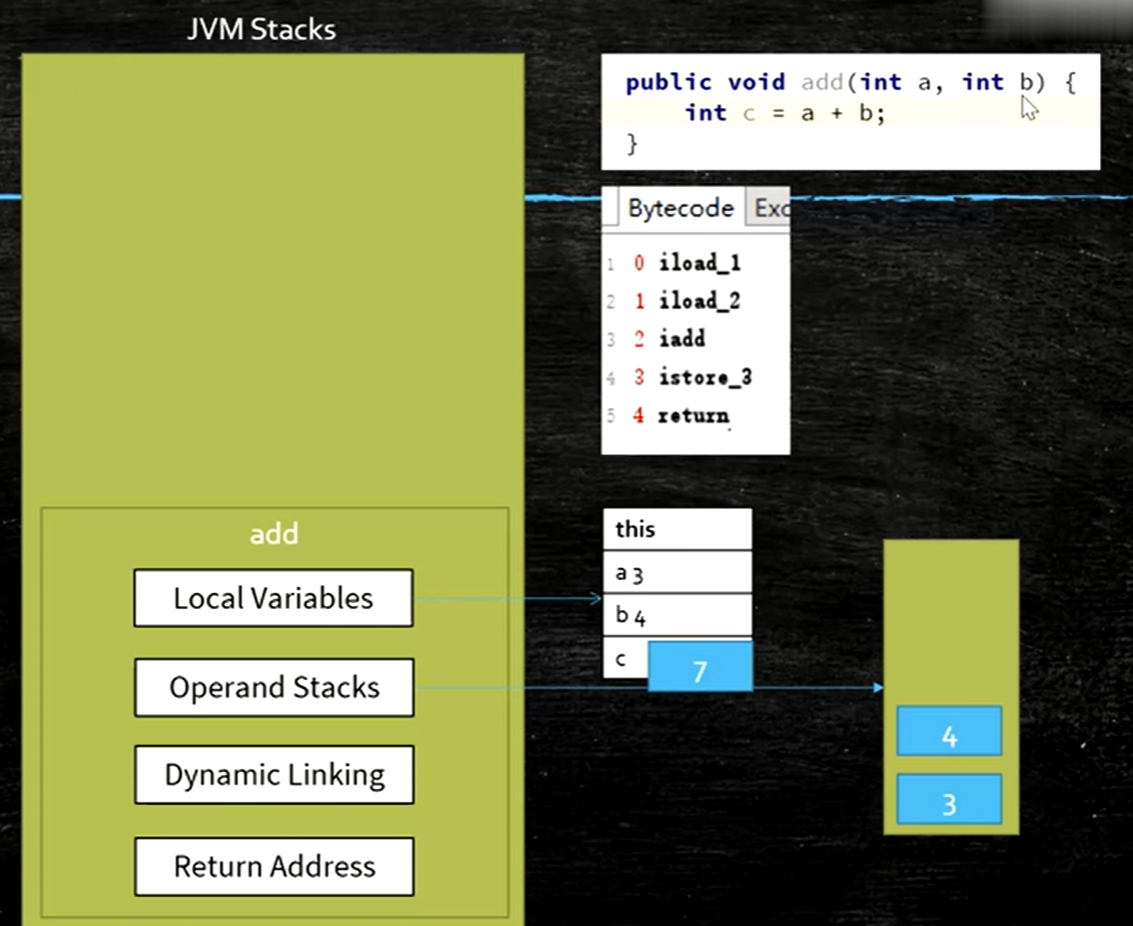 JVM Stacks
public void add(int a, int b) {
int c = a + b;
}
Bytecode Exc
1 0 iload_1
2 1 iload_2
3 2 iadd
4 3 istore_3
5 4 return
add
Local Variables
Operand Stacks
Dynamic Linking
Return Address
this
a 3
b 4
c 7
4
3